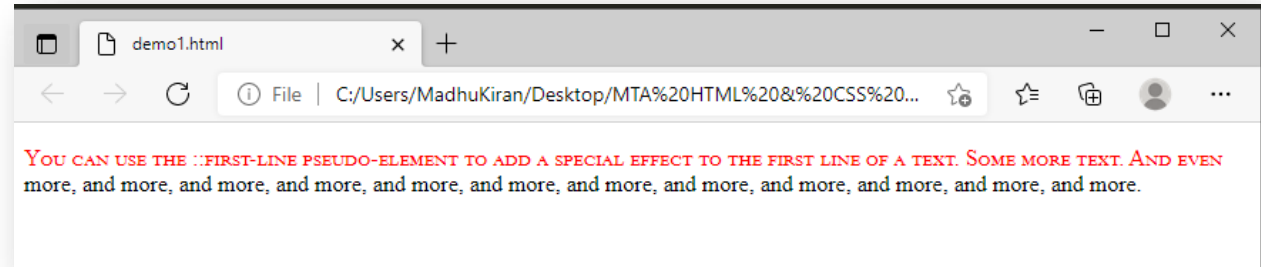 demo1.html
File | C:/Users/MadhuKiran/Desktop/MTA%20HTML%20&%20CSS%20...
You can use the ::first-line pseudo-element to add a special effect to the first line of a text. Some more text. And even
more, and more, and more, and more, and more, and more, and more, and more, and more, and more, and more, and more.